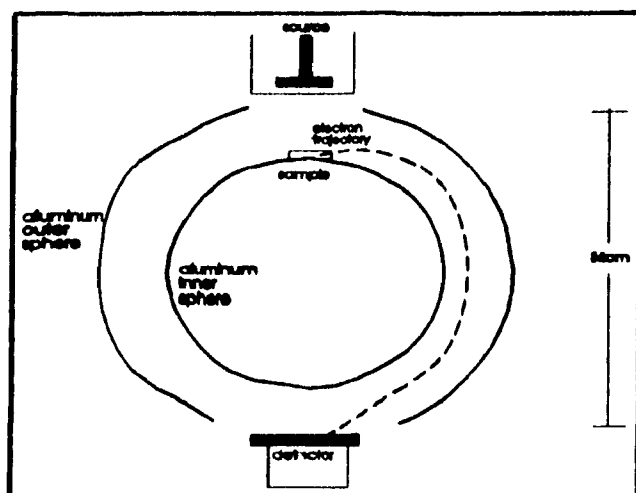 source
electron
trajectory
sample
aluminum
outer
sphere
aluminum
inner
sphere
detector